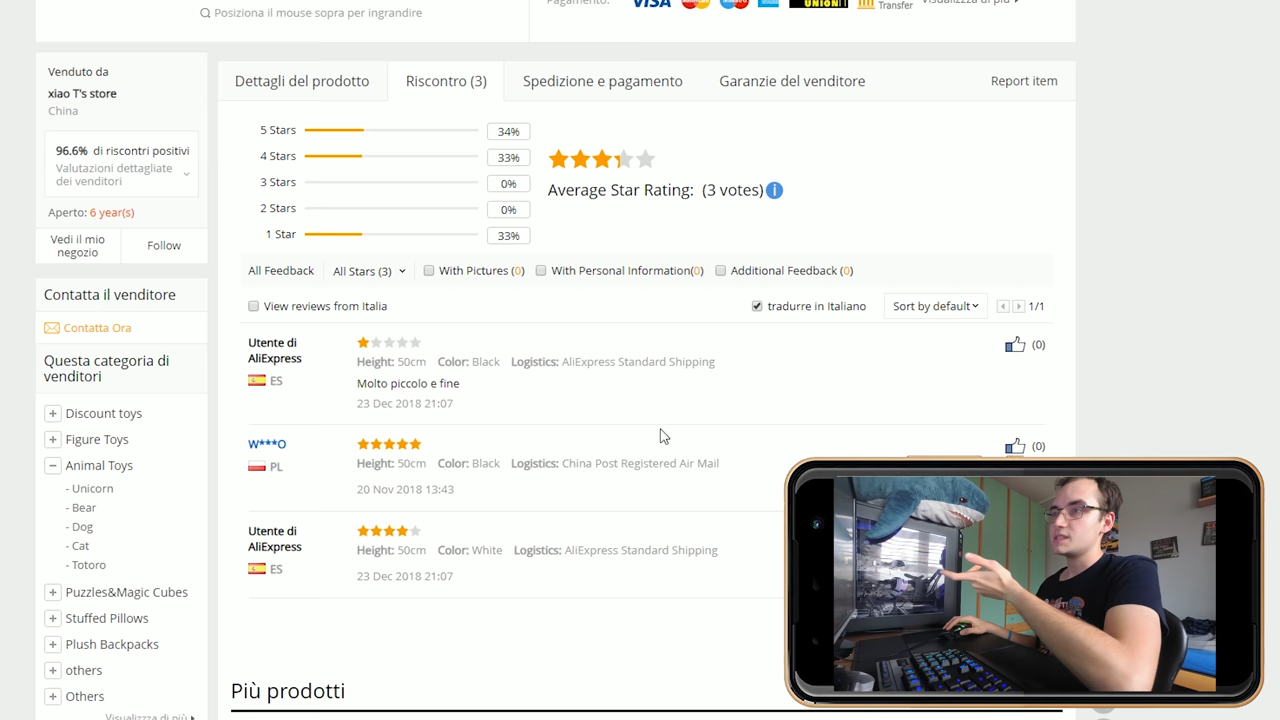 Posiziona il mouse sopra per ingrandire
Pagamento:
VISA
UNION
Transfer
Visualizzza di più
Venduto da
xiao T's store
China
96.6% di riscontri positivi
Valutazioni dettagliate
dei venditori
Aperto: 6 year(s)
Vedi il mio
negozio
Follow
Contatta il venditore
Contatta Ora
Questa categoria di
venditori
+ Discount toys
+ Figure Toys
− Animal Toys
- Unicorn
- Bear
- Dog
- Cat
- Totoro
+ Puzzles&Magic Cubes
+ Stuffed Pillows
+ Plush Backpacks
+ others
+ Others
Visualizzza di più
Dettagli del prodotto
Riscontro (3)
Spedizione e pagamento
Garanzie del venditore
Report item
5 Stars 34%
4 Stars 33%
3 Stars 0%
2 Stars 0%
1 Star 33%
Average Star Rating: (3 votes) i
All Feedback All Stars (3) With Pictures (0) With Personal Information(0) Additional Feedback (0)
View reviews from Italia tradurre in Italiano Sort by default 1/1
Utente di
AliExpress
ES
Height: 50cm Color: Black Logistics: AliExpress Standard Shipping
Molto piccolo e fine
23 Dec 2018 21:07
(0)
W***O
PL
Height: 50cm Color: Black Logistics: China Post Registered Air Mail
20 Nov 2018 13:43
(0)
Utente di
AliExpress
ES
Height: 50cm Color: White Logistics: AliExpress Standard Shipping
23 Dec 2018 21:07
Più prodotti